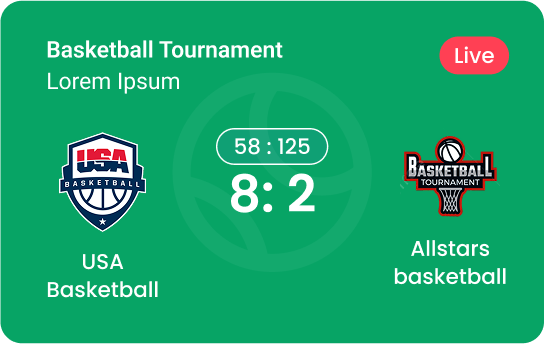 Basketball Tournament
Lorem Ipsum
Live
USA
BASKETBALL
58 : 125
8: 2
BASKETBALL
TOURNAMENT
USA
Basketball
Allstars
basketball